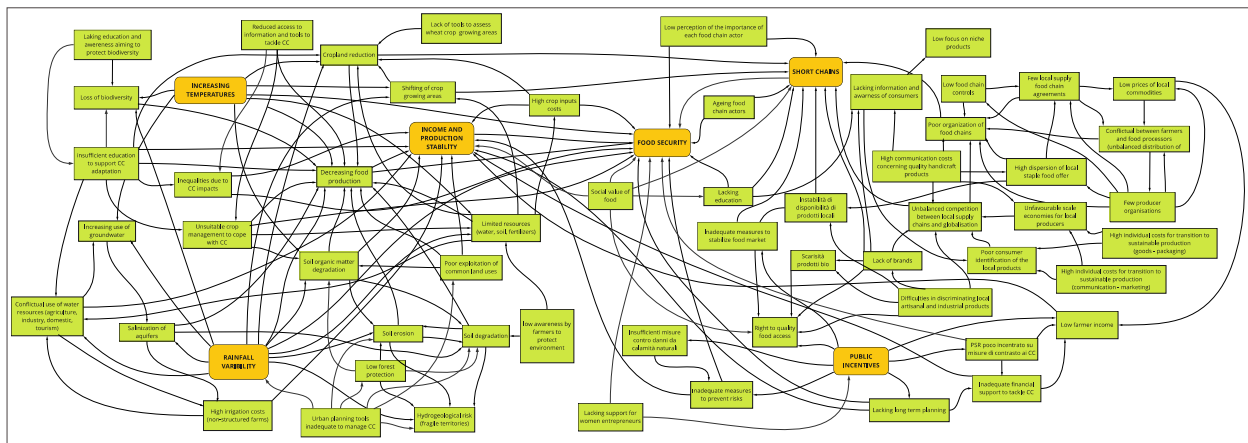 Laking education and
awareness aiming to
protect biodiversity
Reduced access to
information and tools to
tackle CC
Lack of tools to assess
wheat crop growing areas
Low perception of the importance of
each food chain actor
Low focus on niche
products
Cropland reduction
SHORT CHAINS
Loss of biodiversity
INCREASING
TEMPERATURES
Shifting of crop
growing areas
High crop inputs
costs
Ageing food
chain actors
Lacking information and
awarness of consumers
Low food chain
controls
Few local supply
food chain
agreements
Low prices of local
commodities
INCOME AND
PRODUCTION
STABILITY
FOOD SECURITY
Poor organization of
food chains
Conflictual between farmers
and food processors
(unbalanced distribution of
Insufficient education
to support CC
adaptation
Inequalities due to
CC impacts
Decreasing food
production
High communication costs
concerning quality handicraft
products
High dispersion of local
staple food offer
Social value of
food
Lacking
education
Instabilità di
disponibilità di
prodotti locali
Few producer
organisations
Increasing use of
groundwater
Unsuitable crop
management to cope
with CC
Limited resources
(water, soil, fertilizers)
Inadequate measures to
stabilize food market
Unbalanced competition
between local supply
chains and globalisation
Unfavourable scale
economies for local
producers
High individual costs for transition to
sustainable production
(goods - packaging)
Soil organic matter
degradation
Poor exploitation of
common land uses
Scarisità
prodotti bio
Lack of brands
Poor consumer
identification of the
local products
High individual costs for transition to
sustainable production
(communication - marketing)
Conflictual use of water
resources (agriculture,
industry, domestic,
tourism)
Salinization of
aquifers
Soil erosion
Soil degradation
low awareness by
farmers to
protect environment
Insufficienti misure
contro danni da
calamità naturali
Right to quality
food access
Difficulties in discriminating local
artisanal and industrial products
Low farmer income
RAINFALL
VARIBILITY
Low forest
protection
PUBLIC
INCENTIVES
PSR poco incentrato su
misure di contrasto ai CC
Inadequate measures
to prevent risks
Inadequate financial
support to tackle CC
High irrigation costs
(non-structured farms)
Urban planning tools
inadequate to manage CC
Hydrogeological risk
(fragile territories)
Lacking support for
women entrepreneurs
Lacking long term planning